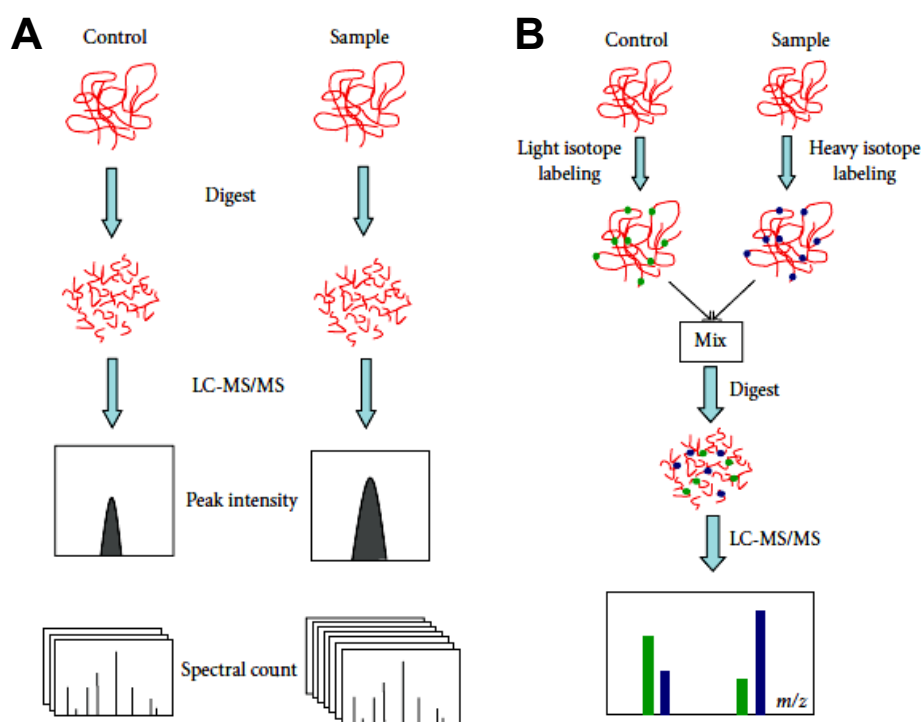 A
Control
Sample
Digest
LC-MS/MS
Peak intensity
Spectral count
B
Control
Sample
Light isotope
labeling
Heavy isotope
labeling
Mix
Digest
LC-MS/MS
m/z